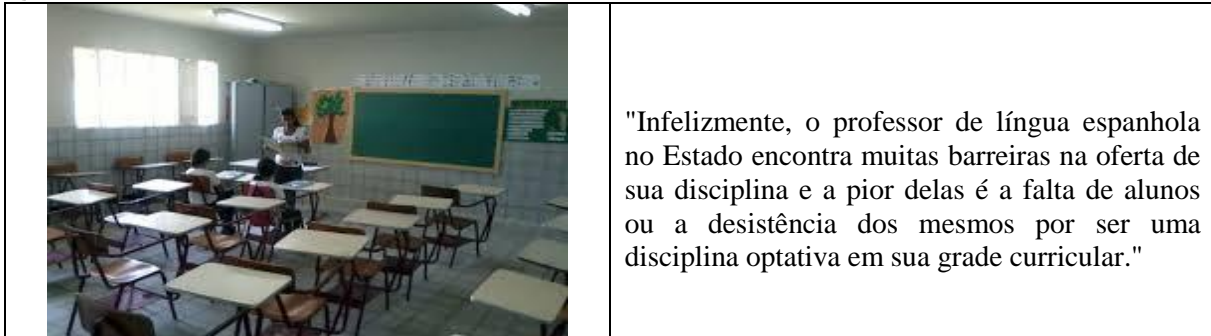 "Infelizmente, o professor de língua espanhola
no Estado encontra muitas barreiras na oferta de
sua disciplina e a pior delas é a falta de alunos
ou a desistência dos mesmos por ser uma
disciplina optativa em sua grade curricular."